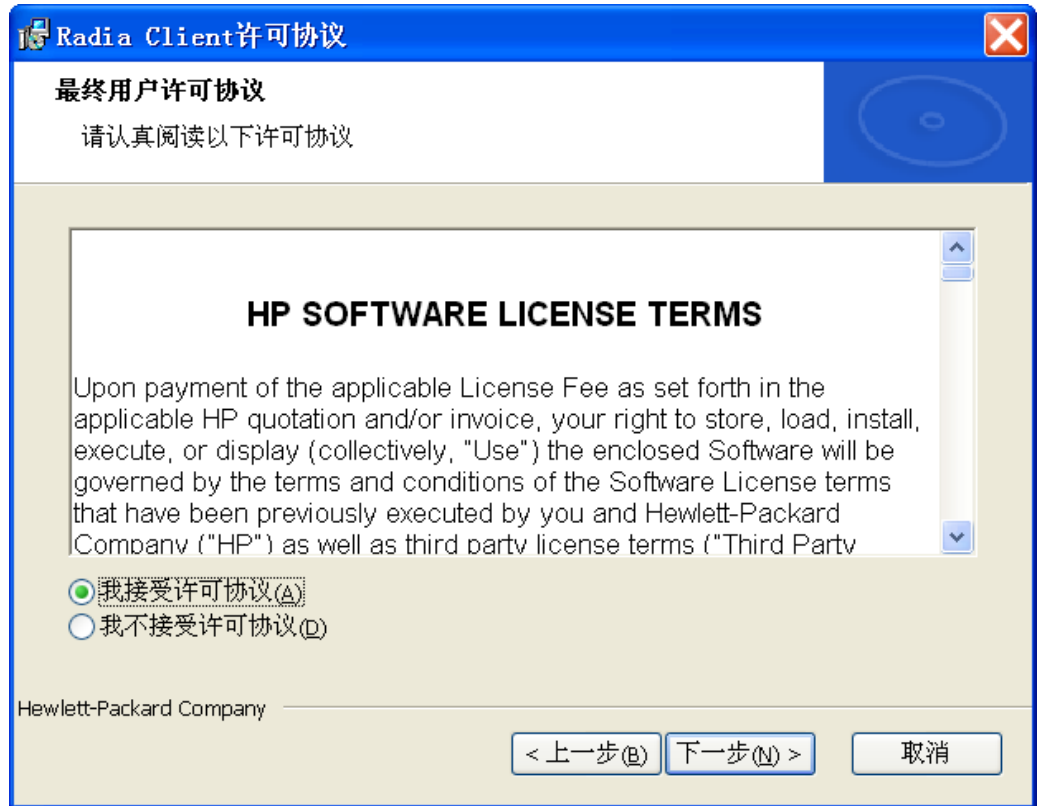 Radia Client许可协议
最终用户许可协议
请认真阅读以下许可协议
HP SOFTWARE LICENSE TERMS
Upon payment of the applicable License Fee as set forth in the
applicable HP quotation and/or invoice, your right to store, load, install,
execute, or display (collectively, "Use") the enclosed Software will be
governed by the terms and conditions of the Software License terms
that have been previously executed by you and Hewlett-Packard
Company ("HP") as well as third party license terms ("Third Party
我接受许可协议(A)
我不接受许可协议(D)
Hewlett-Packard Company
< 上一步(B) 下一步(N) > 取消